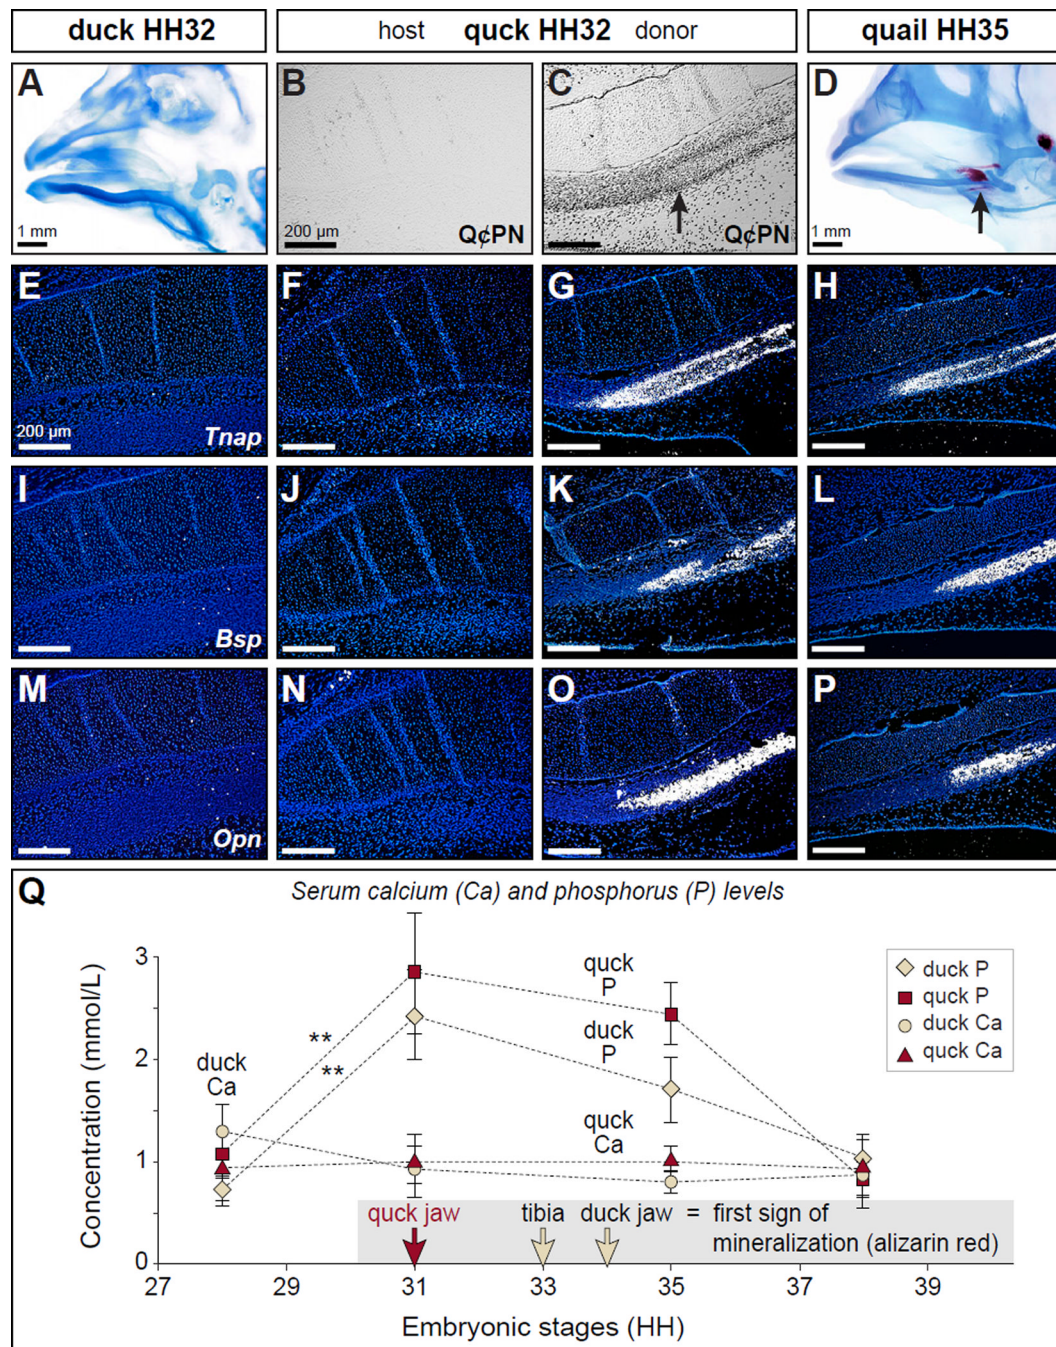 duck HH32
host quck HH32 donor
quail HH35
A
1 mm
B
200 µm
Q¢PN
C
Q¢PN
D
1 mm
E
200 µm
Tnap
F
G
H
I
Bsp
J
K
L
M
Opn
N
O
P
Q
Serum calcium (Ca) and phosphorus (P) levels
Concentration (mmol/L)
3
2
1
0
duck
Ca
**
**
quck
P
duck
P
quck
Ca
duck P
quck P
duck Ca
quck Ca
quck jaw
tibia
duck jaw = first sign of
mineralization (alizarin red)
27
29
31
33
35
37
39
Embryonic stages (HH)